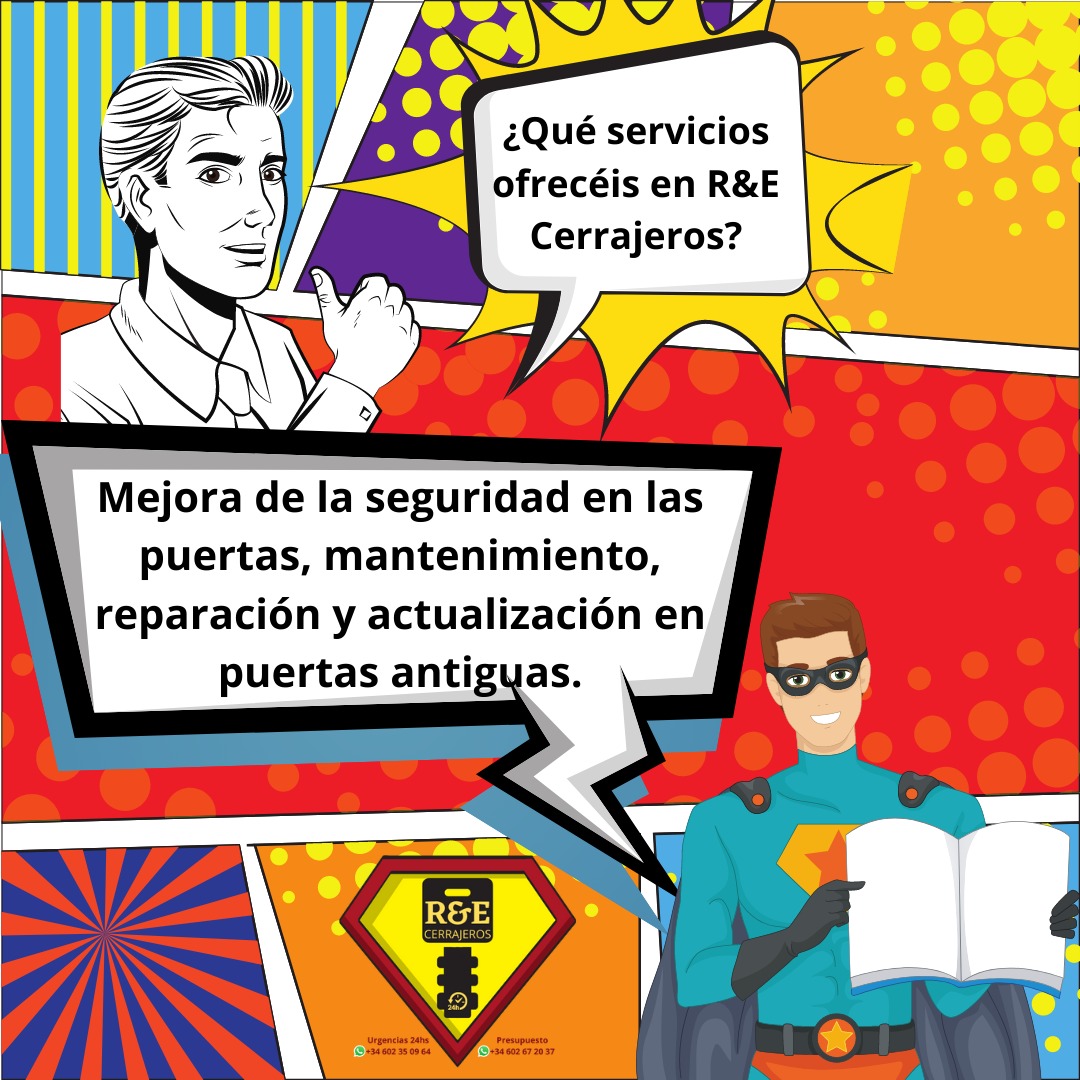 ¿Qué servicios
ofrecéis en R&E
Cerrajeros?
Mejora de la seguridad en las
puertas, mantenimiento,
reparación y actualización en
puertas antiguas.
R&E
CERRAJEROS
24h
Urgencias 24hs
+34 602 35 09 64
Presupuesto
+34 602 67 20 37